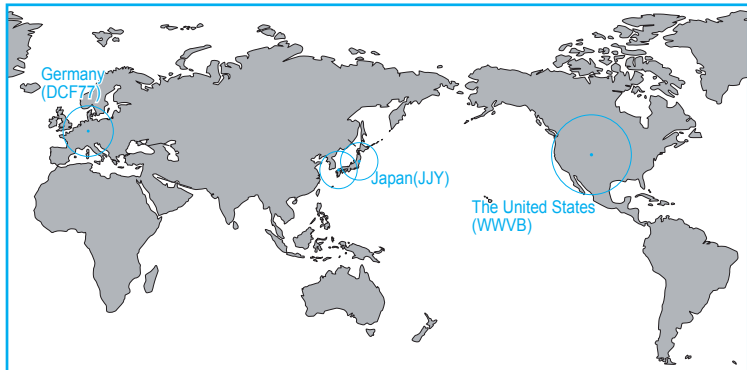 Germany
(DCF77)
Japan(JJY)
The United States
(WWVB)